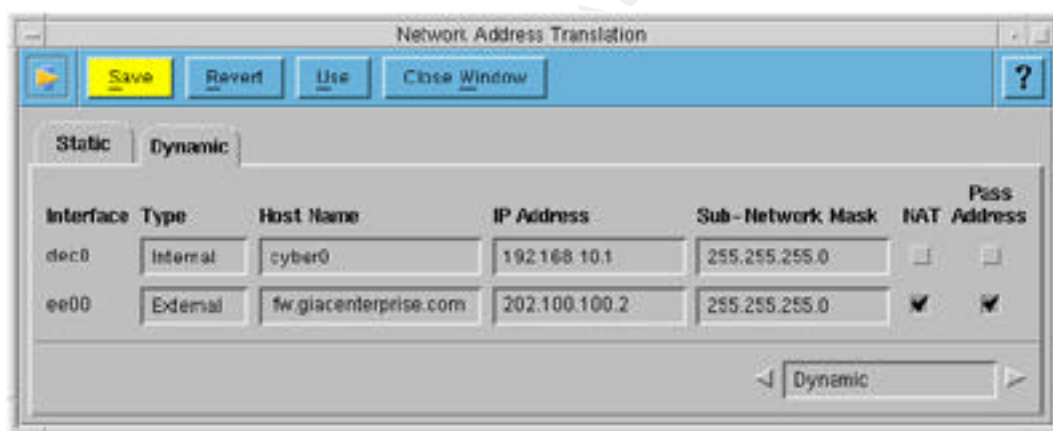 Network Address Translation
Save Revert Use Close Window ?
Static Dynamic
Interface Type Host Name IP Address Sub-Network Mask NAT Pass Address
dec0 Internal cyber0 192.168.10.1 255.255.255.0
ee00 External fw.giacenterprise.com 202.100.100.2 255.255.255.0
Dynamic